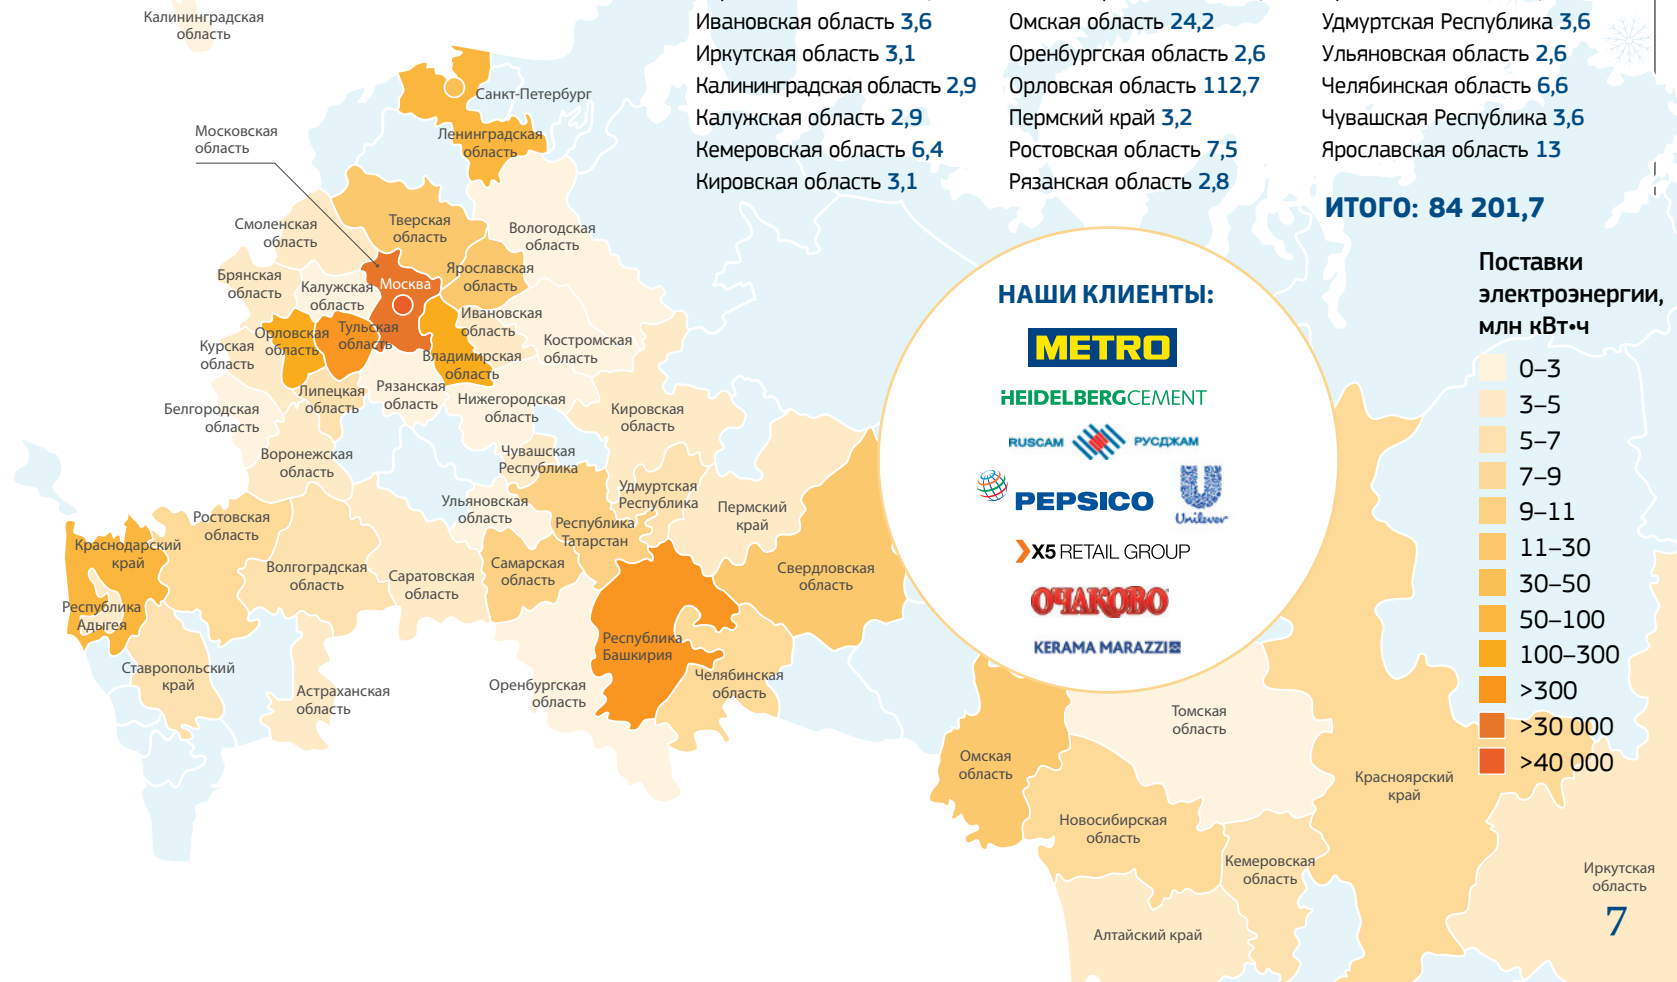 Ивановская область 3,6
Иркутская область 3,1
Калининградская область 2,9
Калужская область 2,9
Кемеровская область 6,4
Кировская область 3,1
Омская область 24,2
Оренбургская область 2,6
Орловская область 112,7
Пермский край 3,2
Ростовская область 7,5
Рязанская область 2,8
Удмуртская Республика 3,6
Ульяновская область 2,6
Челябинская область 6,6
Чувашская Республика 3,6
Ярославская область 13
ИТОГО: 84 201,7
Поставки
электроэнергии,
млн кВт•ч
0–3
3–5
5–7
7–9
9–11
11–30
30–50
50–100
100–300
>300
>30 000
>40 000
НАШИ КЛИЕНТЫ:
METRO
HEIDELBERGCEMENT
RUSCAM РУСДЖАМ
PEPSICO
Unilever
X5 RETAIL GROUP
ОЧАКОВО
KERAMA MARAZZI
Калининградская
область
Санкт-Петербург
Московская
область
Ленинградская
область
Смоленская
область
Тверская
область
Вологодская
область
Брянская
область
Калужская
область
Москва
Ярославская
область
Ивановская
область
Костромская
область
Курская
область
Орловская
область
Тульская
область
Владимирская
область
Липецкая
область
Рязанская
область
Нижегородская
область
Белгородская
область
Кировская
область
Воронежская
область
Чувашская
Республика
Ульяновская
область
Удмуртская
Республика
Пермский
край
Ростовская
область
Республика
Татарстан
Краснодарский
край
Волгоградская
область
Саратовская
область
Самарская
область
Свердловская
область
Республика
Адыгея
Республика
Башкирия
Ставропольский
край
Астраханская
область
Оренбургская
область
Челябинская
область
Томская
область
Омская
область
Красноярский
край
Новосибирская
область
Кемеровская
область
Иркутская
область
Алтайский край
7